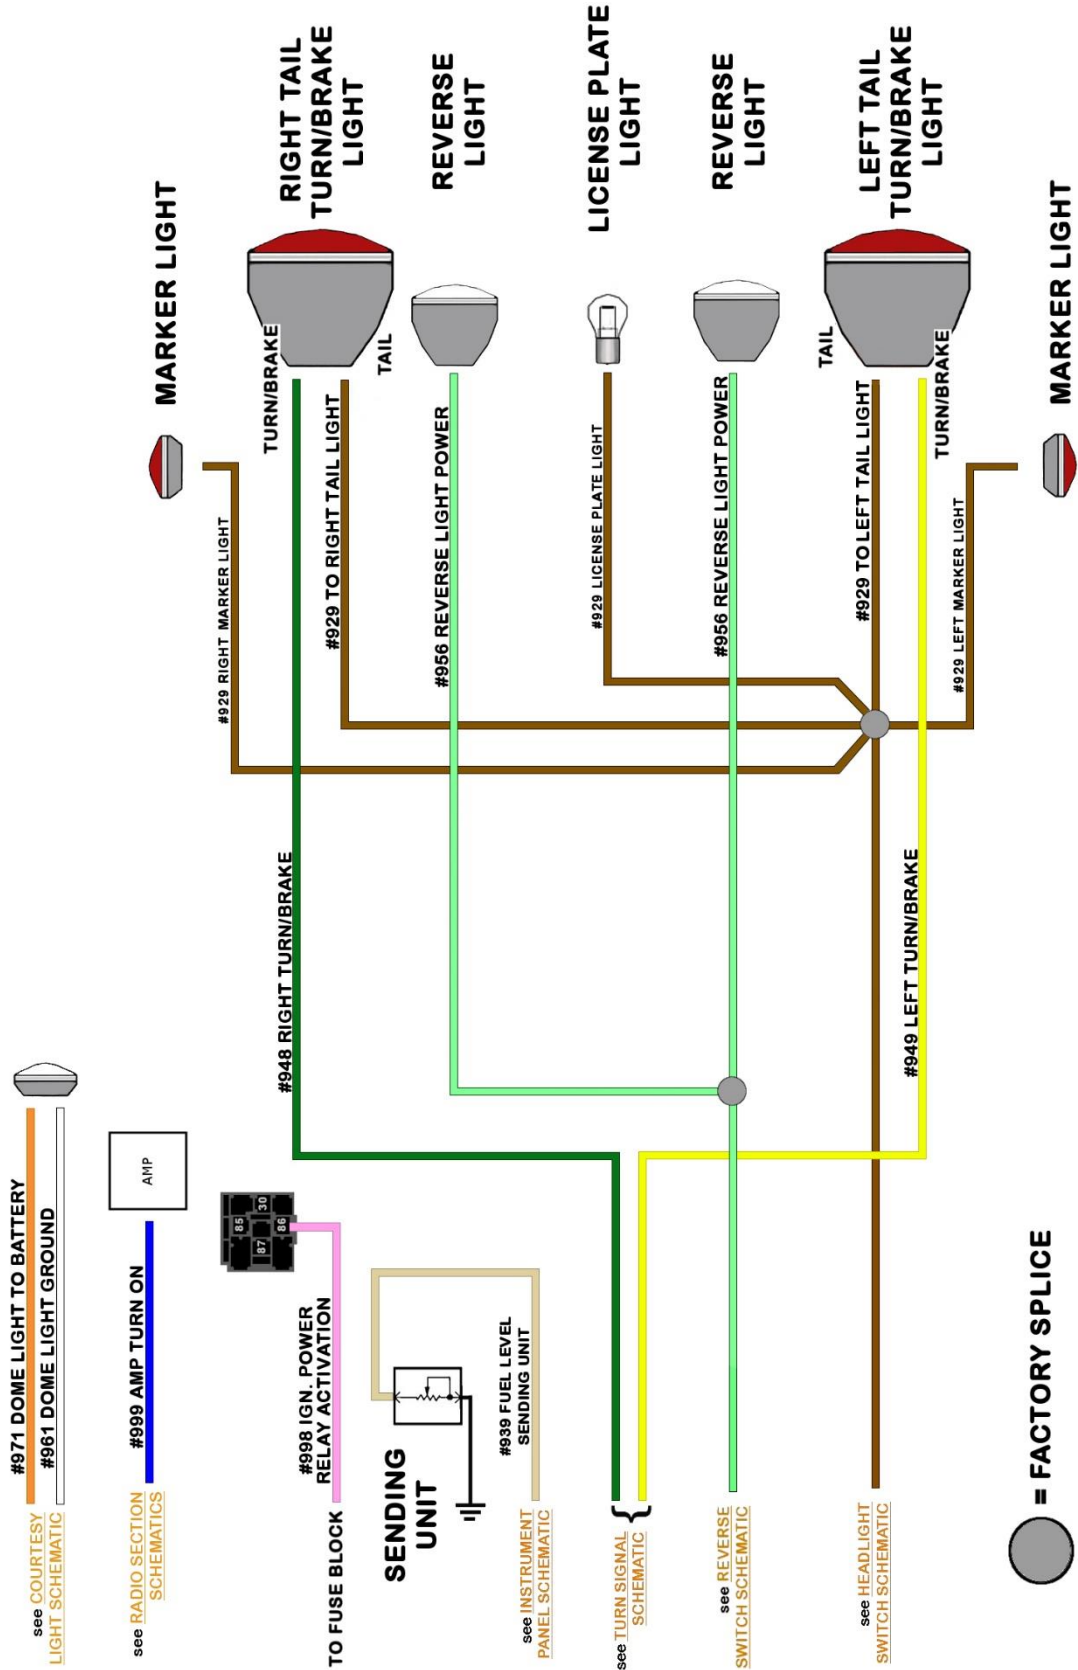 MARKER LIGHT
RIGHT TAIL
TURN/BRAKE
LIGHT
REVERSE
LIGHT
LICENSE PLATE
LIGHT
REVERSE
LIGHT
LEFT TAIL
TURN/BRAKE
LIGHT
MARKER LIGHT
TURN/BRAKE
TAIL
TAIL
TURN/BRAKE
#929 RIGHT MARKER LIGHT
#929 TO RIGHT TAIL LIGHT
#956 REVERSE LIGHT POWER
#929 LICENSE PLATE LIGHT
#956 REVERSE LIGHT POWER
#929 TO LEFT TAIL LIGHT
#929 LEFT MARKER LIGHT
#948 RIGHT TURN/BRAKE
#949 LEFT TURN/BRAKE
#971 DOME LIGHT TO BATTERY
#961 DOME LIGHT GROUND
AMP
#999 AMP TURN ON
85
30
87
86
#998 IGN. POWER
RELAY ACTIVATION
SENDING
UNIT
#939 FUEL LEVEL
SENDING UNIT
see COURTESY
LIGHT SCHEMATIC
see RADIO SECTION
SCHEMATICS
TO FUSE BLOCK
see INSTRUMENT
PANEL SCHEMATIC
see TURN SIGNAL
SCHEMATIC
see REVERSE
SWITCH SCHEMATIC
see HEADLIGHT
SWITCH SCHEMATIC
= FACTORY SPLICE